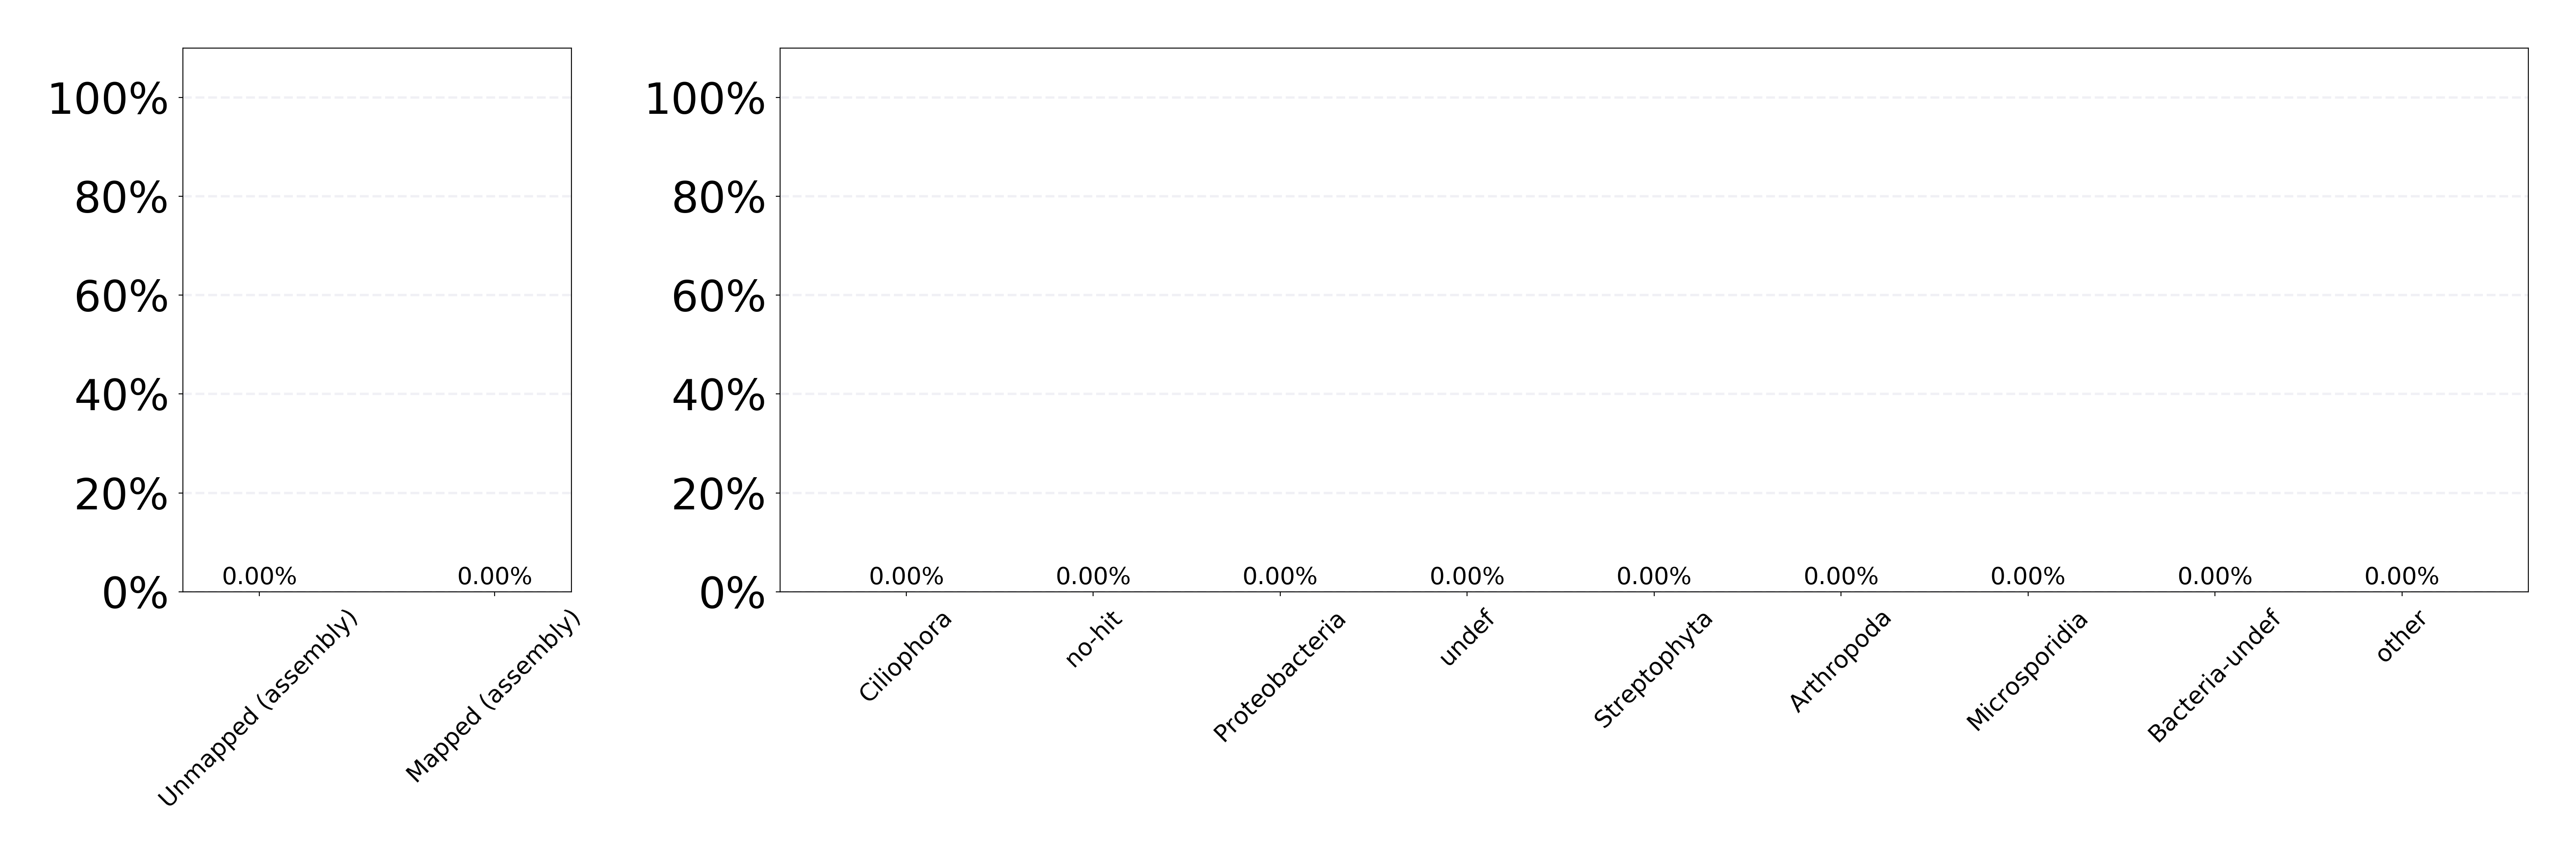 100%
80%
60%
40%
20%
0%
0.00% 0.00%
Unmapped (assembly)
Mapped (assembly)
100%
80%
60%
40%
20%
0%
0.00% 0.00% 0.00% 0.00% 0.00% 0.00% 0.00% 0.00% 0.00%
Ciliophora
no-hit
Proteobacteria
undef
Streptophyta
Arthropoda
Microsporidia
Bacteria-undef
other